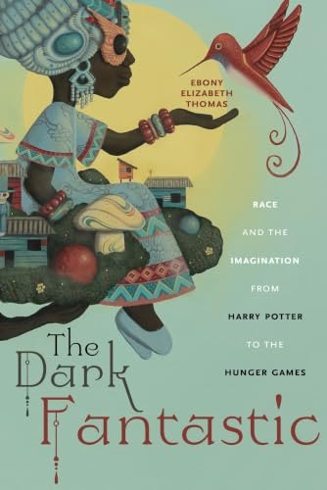 EBONY
ELIZABETH
THOMAS
RACE
AND THE
IMAGINATION
FROM
HARRY POTTER
TO THE
HUNGER GAMES
The
Dark
Fantastic